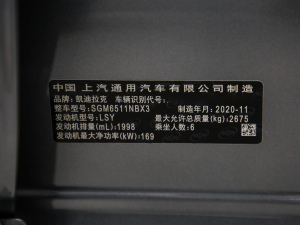 中国 上汽通用汽车有限公司制造
品牌：凯迪拉克 车辆识别代号：
整车型号：SGM6511NBX3 制造年月：2020-11
发动机型号：LSY 最大允许总质量(kg)：2675
发动机排量(mL)：1998 乘坐人数：6
发动机最大净功率(kW)：169